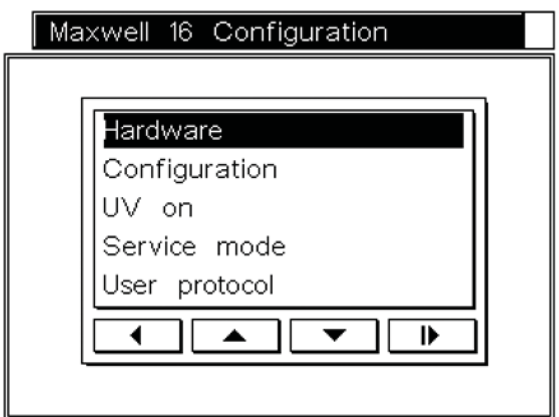 Maxwell 16 Configuration
Hardware
Configuration
UV on
Service mode
User protocol